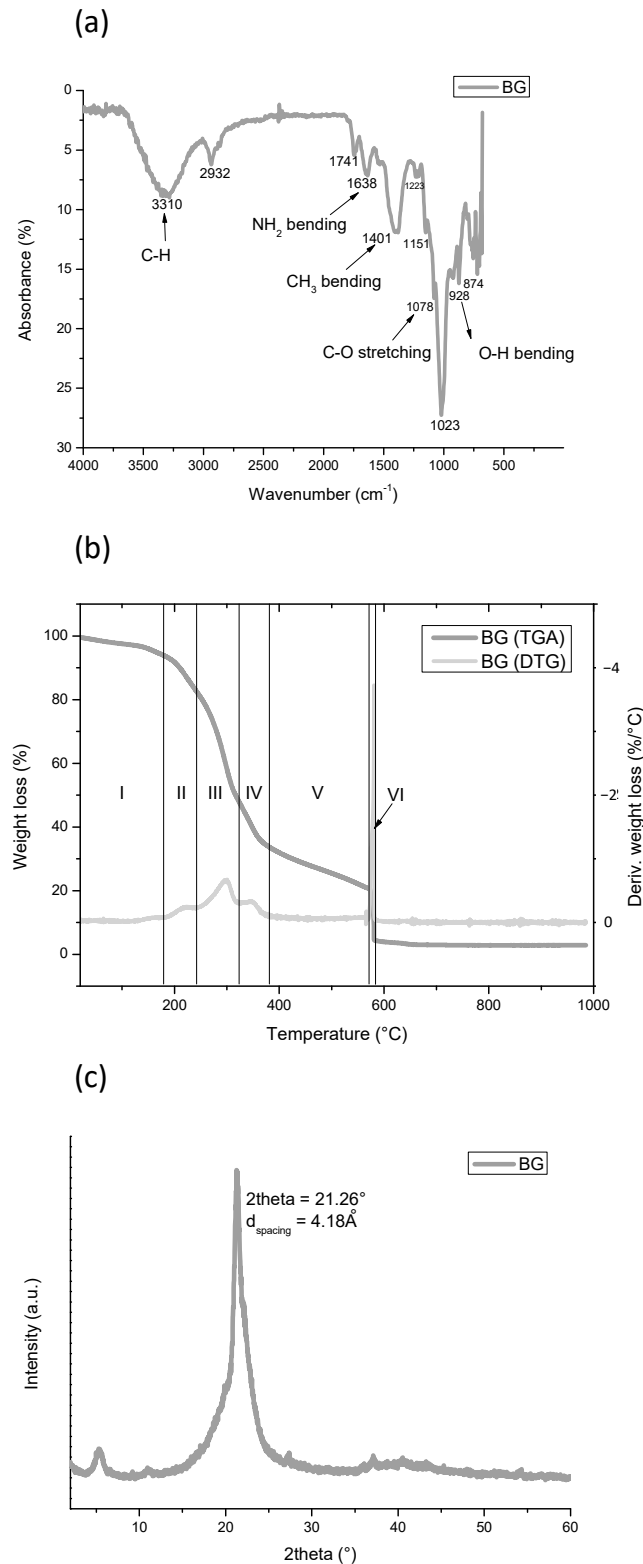 (a)
BG
0
5
10
15
20
25
30
Absorbance (%)
3310
C-H
2932
1741
1638
NH₂ bending
1401
CH₃ bending
1223
1151
1078
C-O stretching
1023
928
874
O-H bending
4000 3500 3000 2500 2000 1500 1000 500
Wavenumber (cm⁻¹)
(b)
BG (TGA)
BG (DTG)
100
80
60
40
20
0
Weight loss (%)
I II III IV V VI
−4
−2
0
Deriv. weight loss (%/°C)
200 400 600 800 1000
Temperature (°C)
(c)
BG
2theta = 21.26°
d spacing = 4.18Å
Intensity (a.u.)
10 20 30 40 50 60
2theta (°)